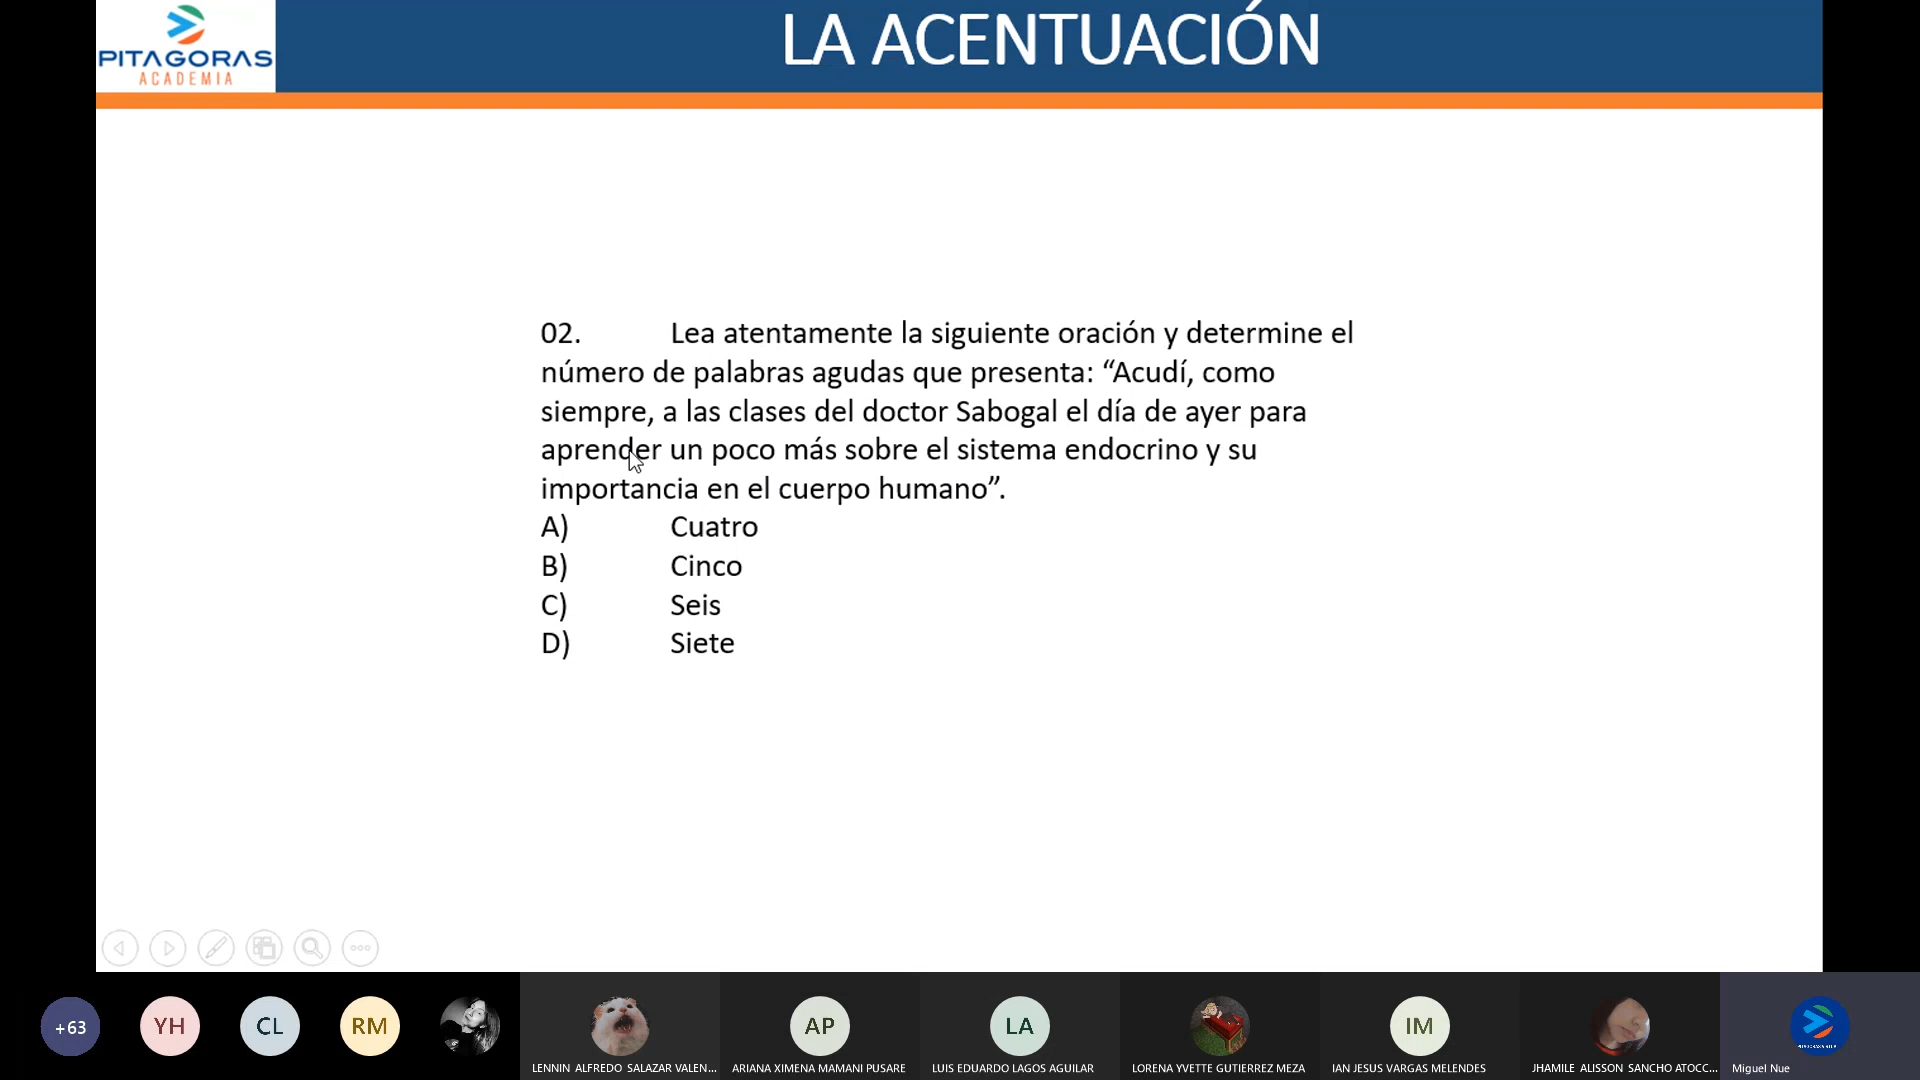 PITAGORAS
ACADEMIA
LA ACENTUACIÓN
02. Lea atentamente la siguiente oración y determine el
número de palabras agudas que presenta: “Acudí, como
siempre, a las clases del doctor Sabogal el día de ayer para
aprender un poco más sobre el sistema endocrino y su
importancia en el cuerpo humano”.
A) Cuatro
B) Cinco
C) Seis
D) Siete
+63
YH
CL
RM
AP
LA
IM
LENNIN ALFREDO SALAZAR VALEN...
ARIANA XIMENA MAMANI PUSARE
LUIS EDUARDO LAGOS AGUILAR
LORENA YVETTE GUTIERREZ MEZA
IAN JESUS VARGAS MELENDES
JHAMILE ALISSON SANCHO ATOCC...
Miguel Nue